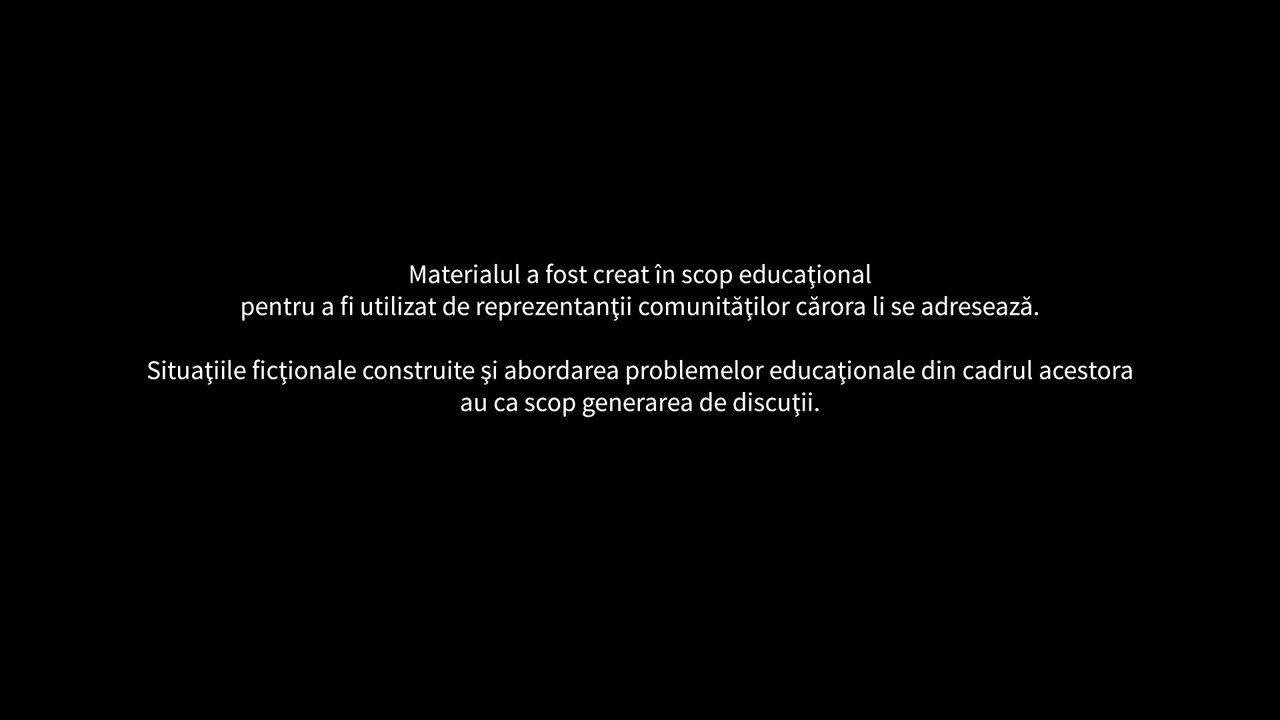 Materialul a fost creat în scop educaţional
pentru a fi utilizat de reprezentanţii comunităţilor cărora li se adresează.
Situaţiile ficţionale construite şi abordarea problemelor educaţionale din cadrul acestora
au ca scop generarea de discuţii.